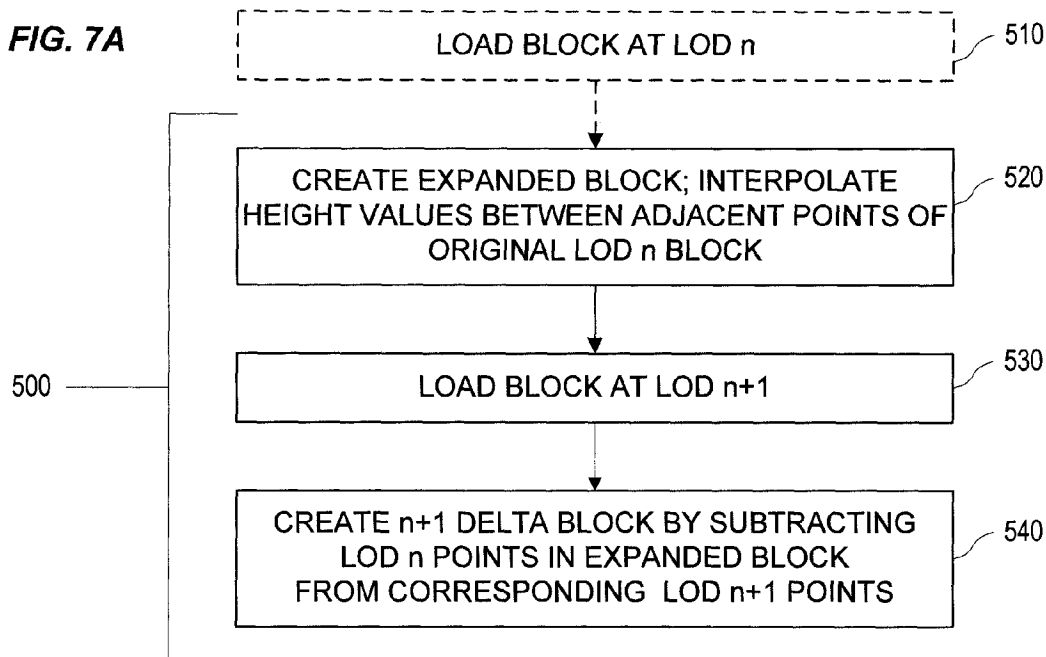 FIG. 7A
LOAD BLOCK AT LOD n
510
CREATE EXPANDED BLOCK; INTERPOLATE
HEIGHT VALUES BETWEEN ADJACENT POINTS OF
ORIGINAL LOD n BLOCK
520
500
LOAD BLOCK AT LOD n+1
530
CREATE n+1 DELTA BLOCK BY SUBTRACTING
LOD n POINTS IN EXPANDED BLOCK
FROM CORRESPONDING LOD n+1 POINTS
540